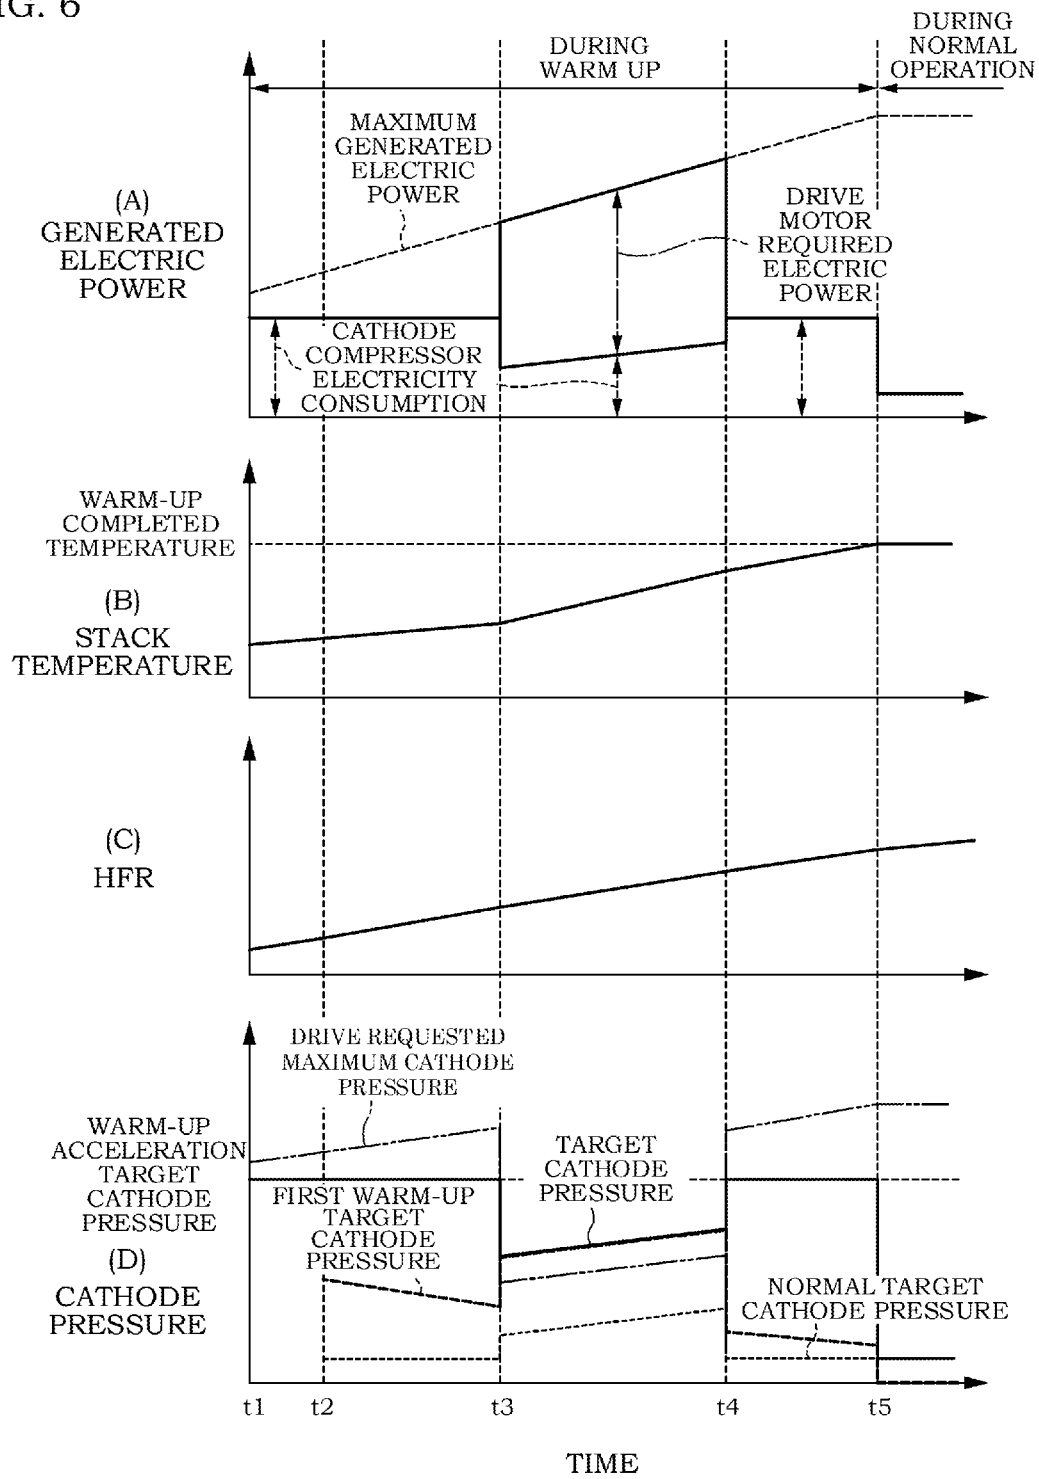 IG. 6
DURING
WARM UP
DURING
NORMAL
OPERATION
MAXIMUM
GENERATED
ELECTRIC
POWER
(A)
GENERATED
ELECTRIC
POWER
DRIVE
MOTOR
REQUIRED
ELECTRIC
POWER
CATHODE
COMPRESSOR
ELECTRICITY
CONSUMPTION
WARM-UP
COMPLETED
TEMPERATURE
(B)
STACK
TEMPERATURE
(C)
HFR
DRIVE REQUESTED
MAXIMUM CATHODE
PRESSURE
WARM-UP
ACCELERATION
TARGET
CATHODE
PRESSURE
TARGET
CATHODE
PRESSURE
FIRST WARM-UP
TARGET
CATHODE
PRESSURE
(D)
CATHODE
PRESSURE
NORMAL TARGET
CATHODE PRESSURE
t1 t2 t3 t4 t5
TIME